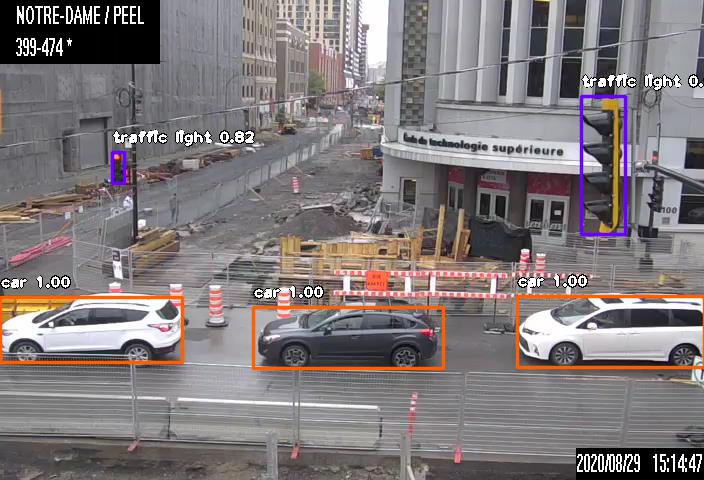 NOTRE-DAME / PEEL
399-474 *
traffic light 0.
traffic light 0.82
École de technologie supérieure
100
car 1.00
car 1.00
car 1.00
2020/08/29 15:14:47